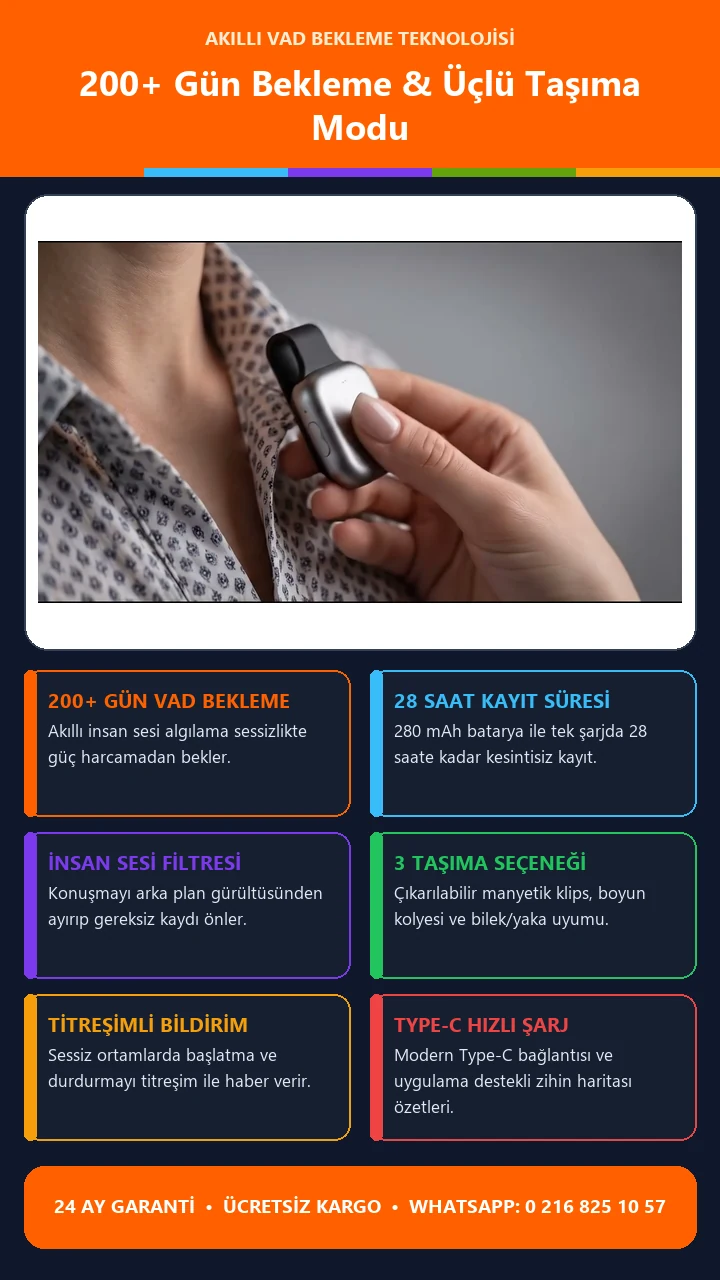 AKILLI VAD BEKLEME TEKNOLOJİSİ
200+ Gün Bekleme & Üçlü Taşıma
Modu
200+ GÜN VAD BEKLEME
Akıllı insan sesi algılama sessizlikte
güç harcamadan bekler.
28 SAAT KAYIT SÜRESİ
280 mAh batarya ile tek şarjda 28
saate kadar kesintisiz kayıt.
İNSAN SESİ FİLTRESİ
Konuşmayı arka plan gürültüsünden
ayırıp gereksiz kaydı önler.
3 TAŞIMA SEÇENEĞİ
Çıkarılabilir manyetik klips, boyun
kolyesi ve bilek/yaka uyumu.
TİTREŞİMLİ BİLDİRİM
Sessiz ortamlarda başlatma ve
durdurmayı titreşim ile haber verir.
TYPE-C HIZLI ŞARJ
Modern Type-C bağlantısı ve
uygulama destekli zihin haritası
özetleri.
24 AY GARANTİ • ÜCRETSİZ KARGO • WHATSAPP: 0 216 825 10 57